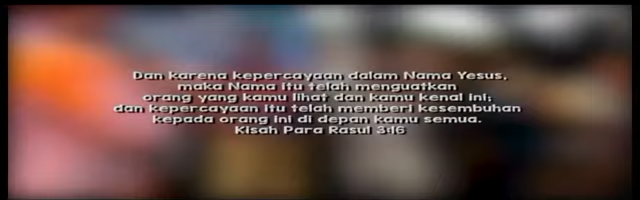 Dan karena kepercayaan dalam Nama Yesus,
maka Nama itu telah menguatkan
orang yang kamu lihat dan kamu kenal ini;
dan kepercayaan itu telah memberi kesembuhan
kepada orang ini di depan kamu semua.
Kisah Para Rasul 3:16